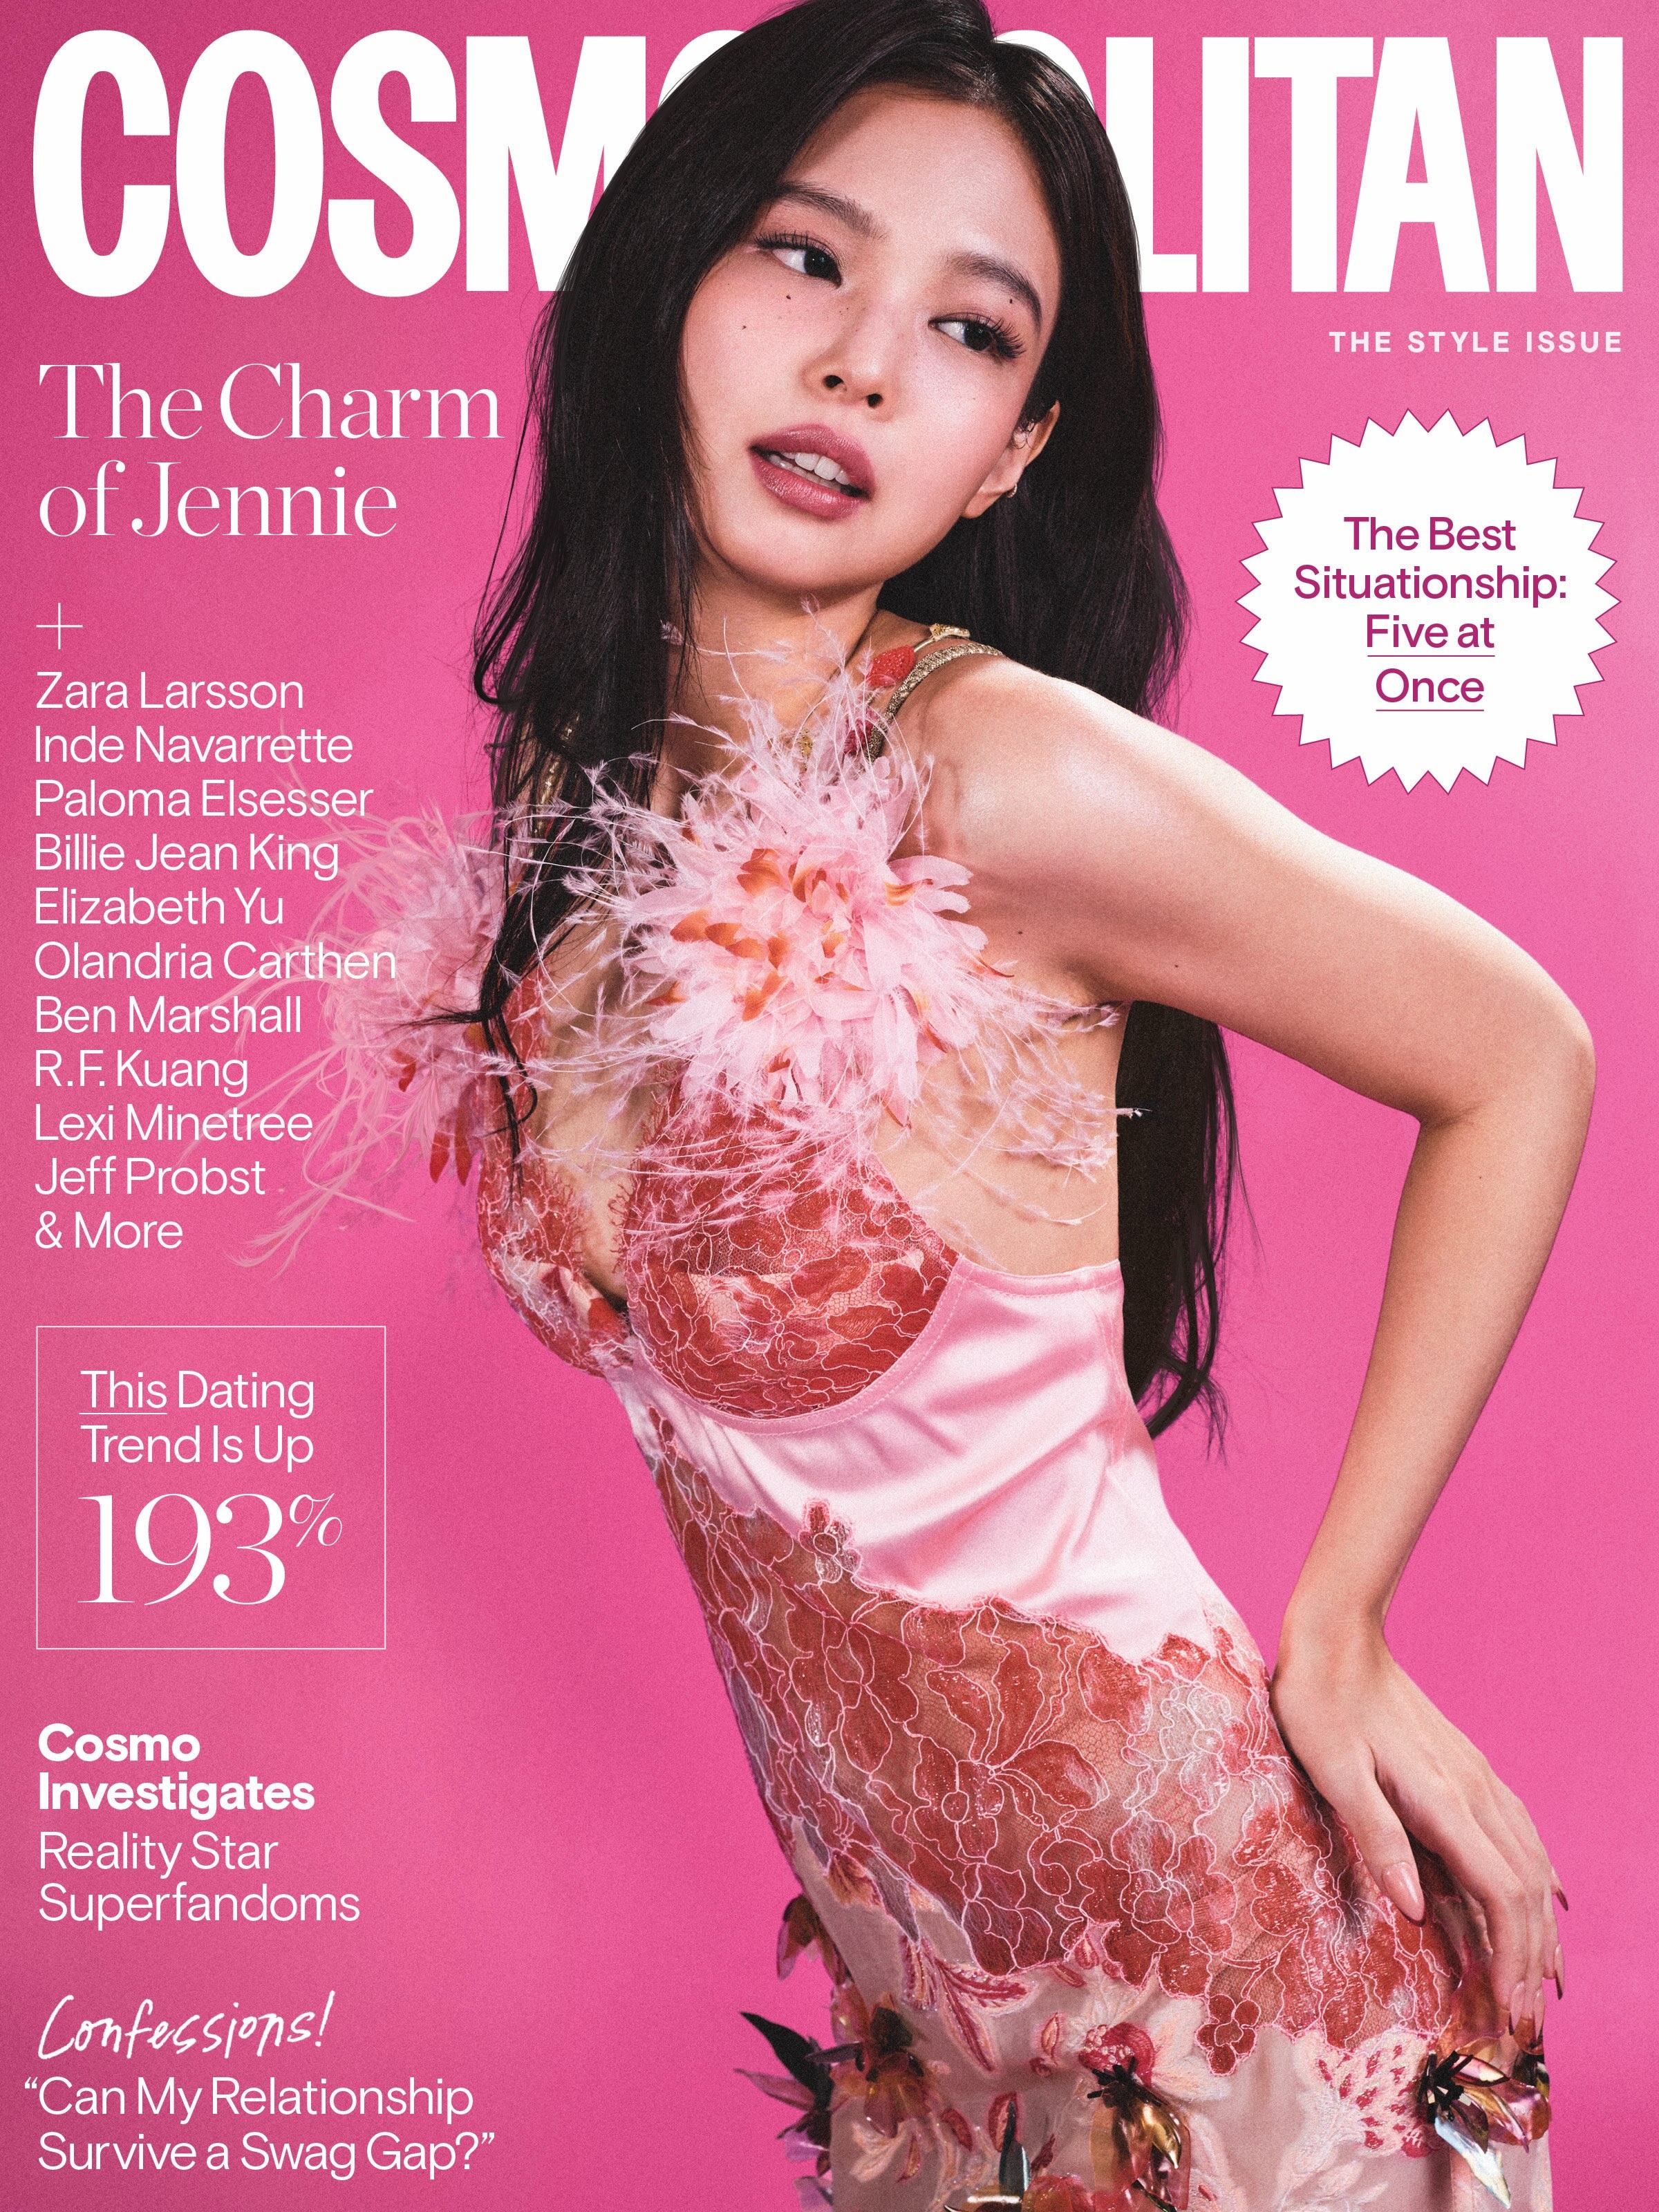 COSMOPOLITAN
THE STYLE ISSUE
The Charm
of Jennie
+
Zara Larsson
Inde Navarrette
Paloma Elsesser
Billie Jean King
Elizabeth Yu
Olandria Carthen
Ben Marshall
R.F. Kuang
Lexi Minetree
Jeff Probst
& More
The Best
Situationship:
Five at
Once
This Dating
Trend Is Up
193%
Cosmo
Investigates
Reality Star
Superfandoms
Confessions!
“Can My Relationship
Survive a Swag Gap?”